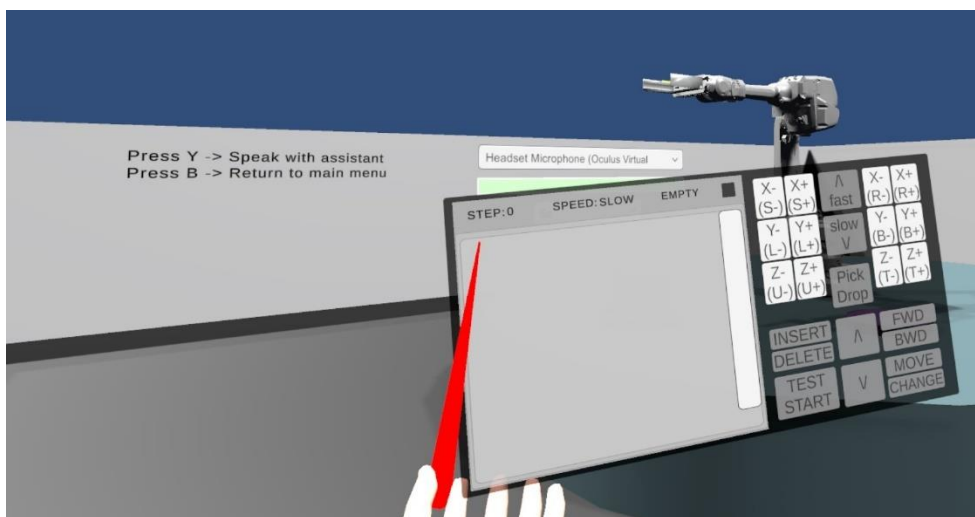 Press Y -> Speak with assistant
Press B -> Return to main menu
Headset Microphone (Oculus Virtual
STEP:0 SPEED:SLOW EMPTY
X- (S-)
X+ (S+)
Λ fast
X- (R-)
X+ (R+)
Y- (L-)
Y+ (L+)
slow V
Y- (B-)
Y+ (B+)
Z- (U-)
Z+ (U+)
Pick Drop
Z- (T-)
Z+ (T+)
INSERT
DELETE
Λ
FWD
BWD
TEST START
V
MOVE
CHANGE